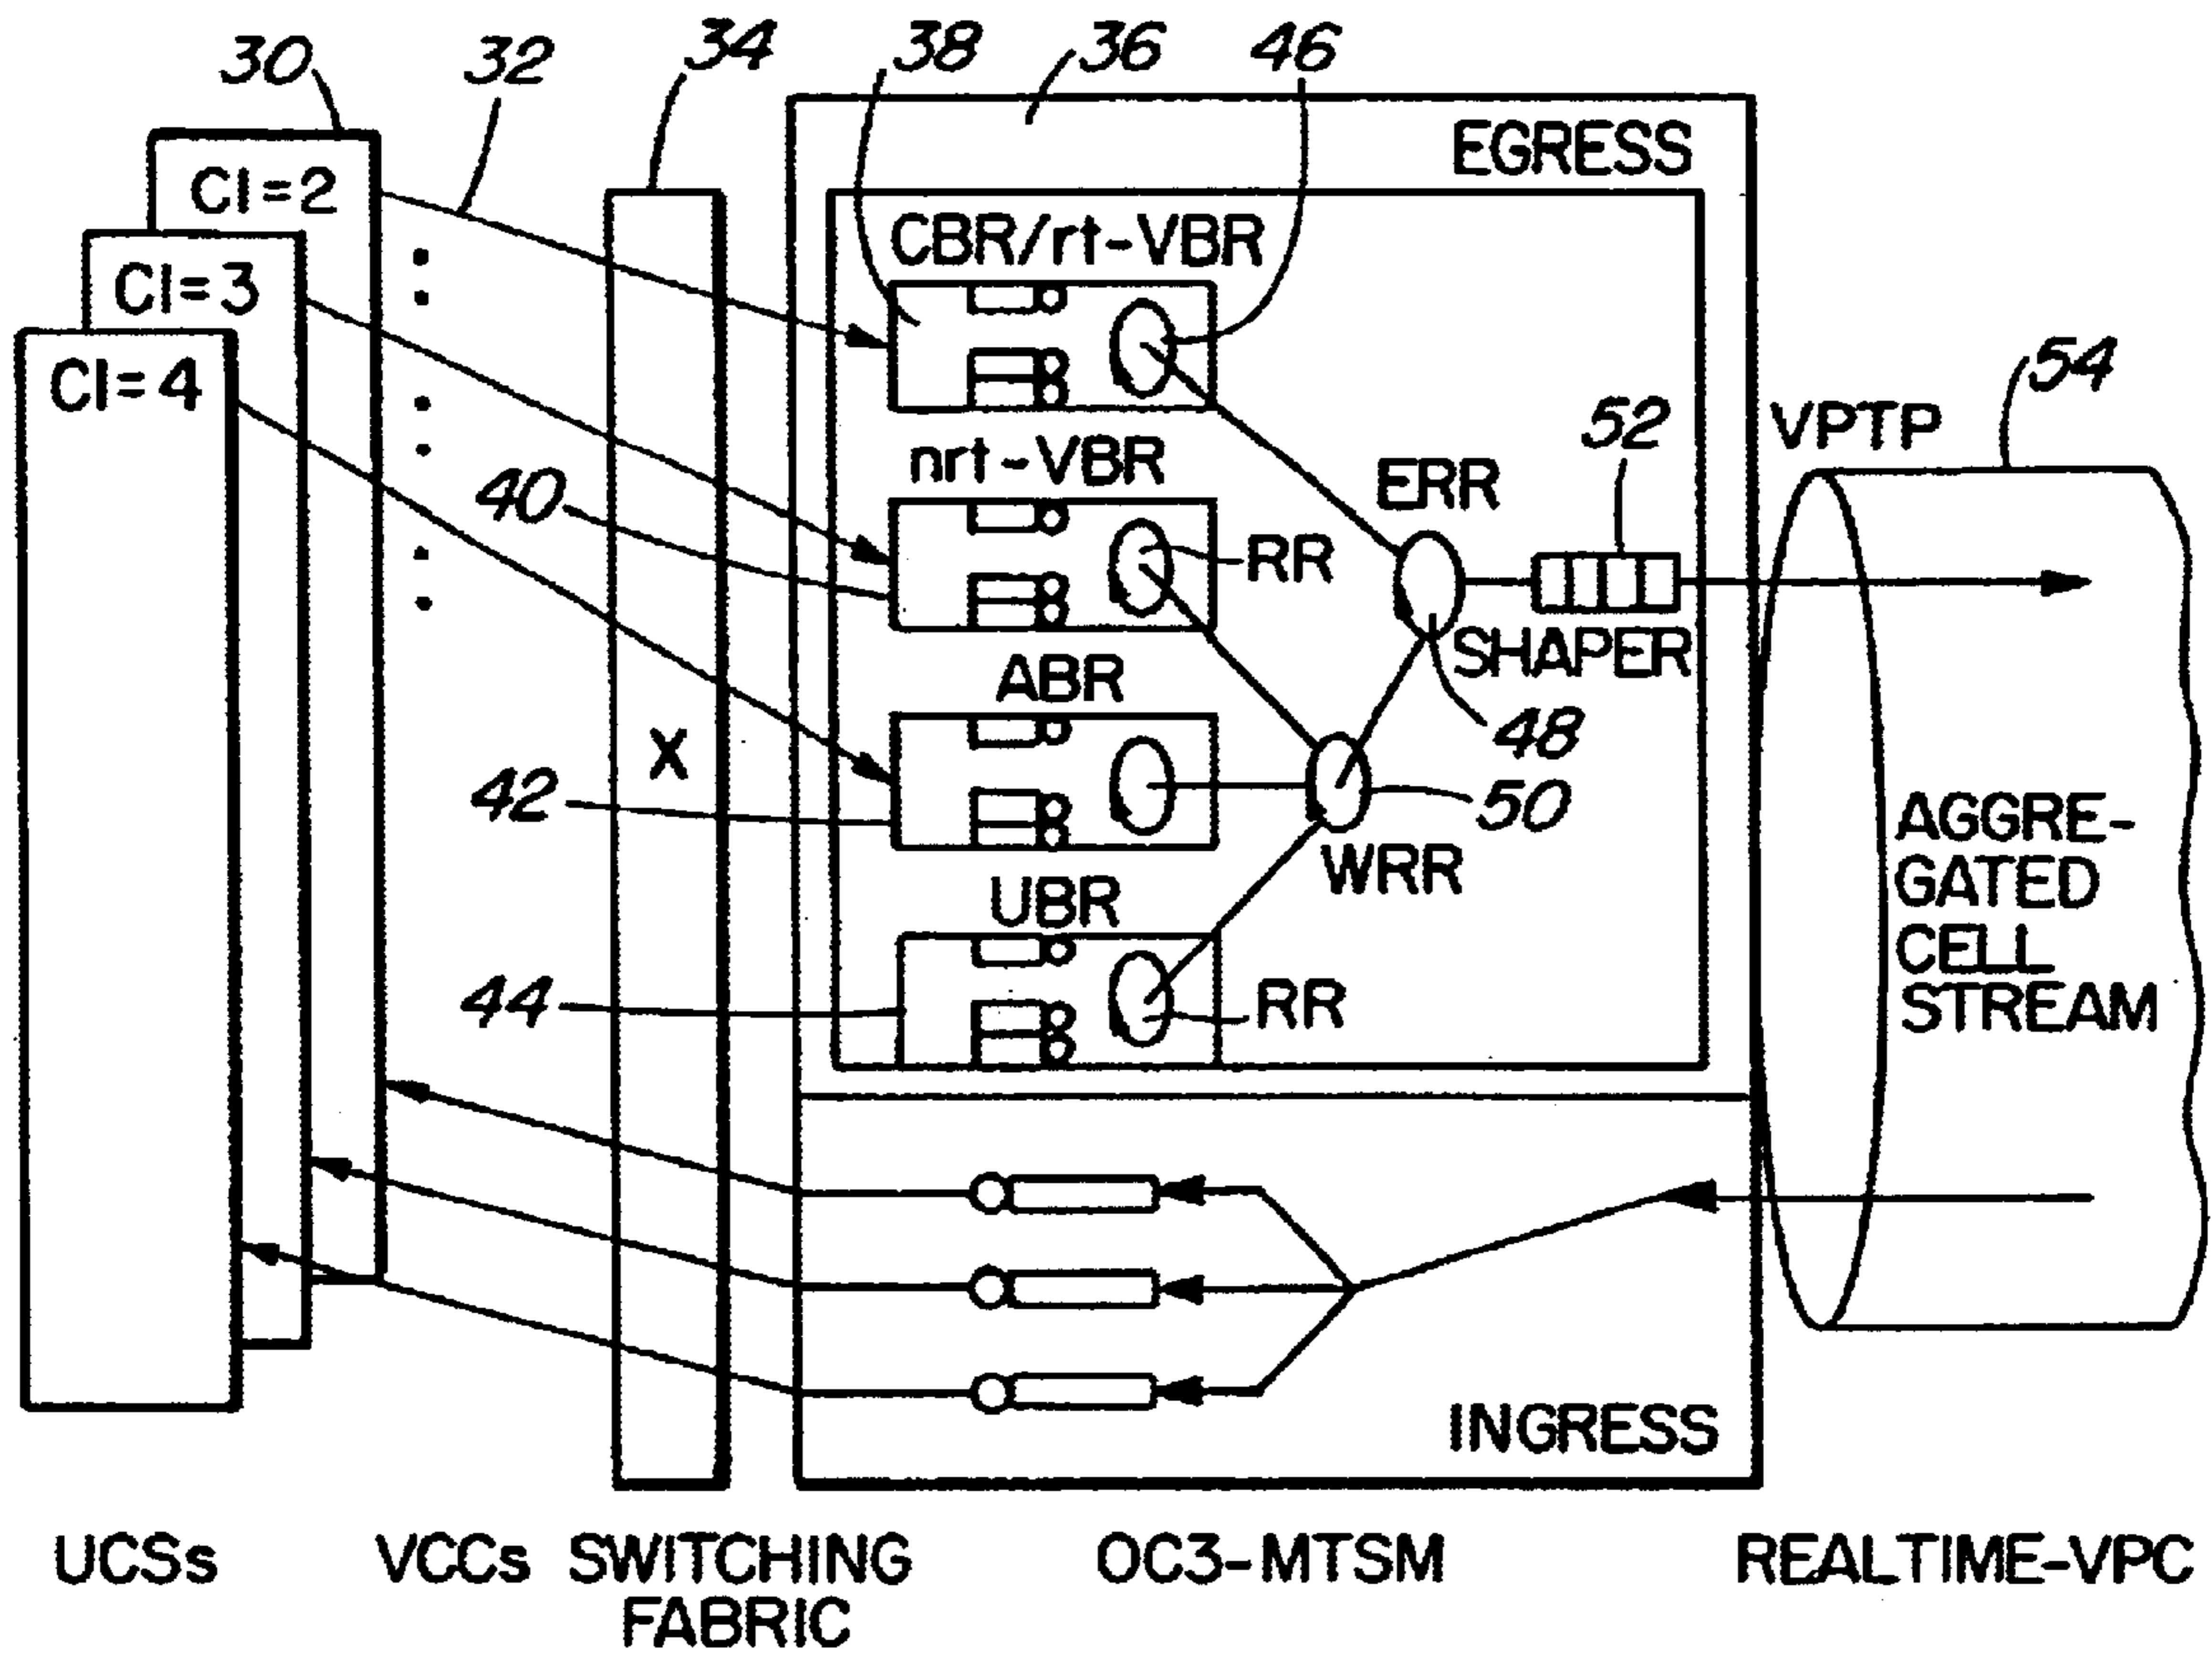 30
32
34
38
36
46
EGRESS
CI=2
CI=3
CI=4
CBR/rt-VBR
54
52
VPTP
nrt-VBR
40
ERR
RR
SHAPER
ABR
48
X
42
50
AGGRE-
GATED
CELL
STREAM
WRR
UBR
44
RR
INGRESS
UCSs
VCCs
SWITCHING
FABRIC
OC3-MTSM
REALTIME-VPC